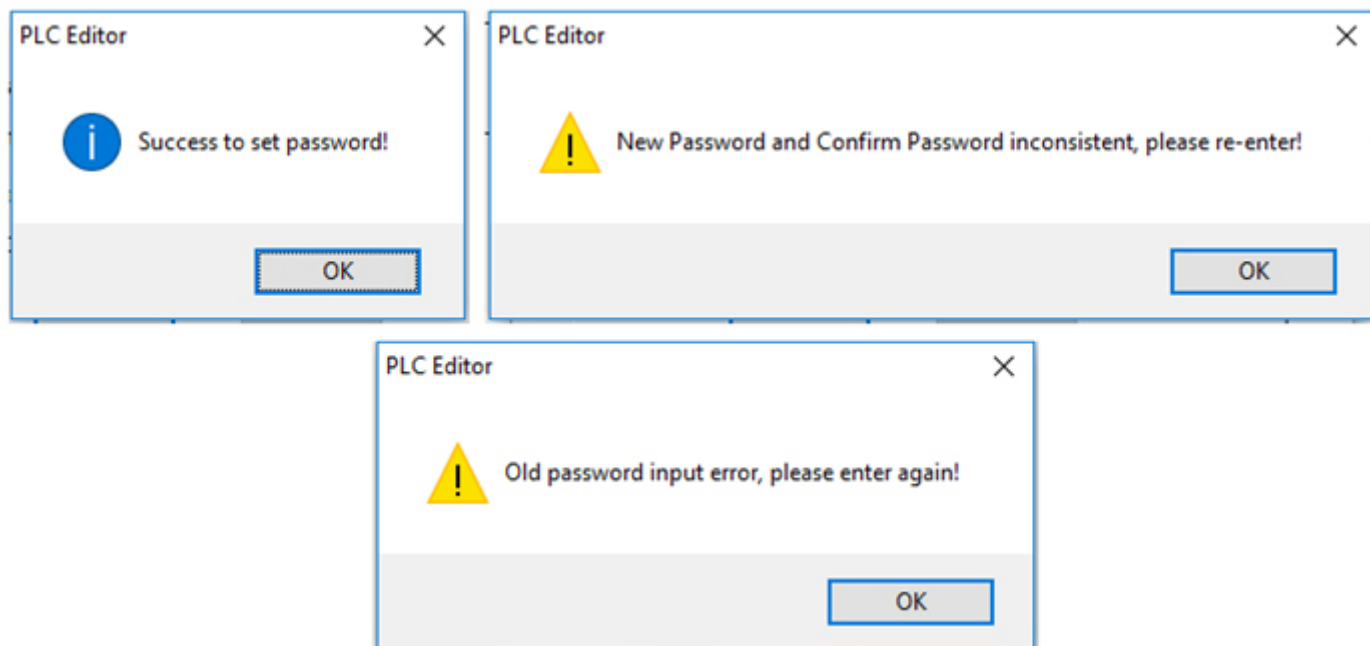 PLC Editor
Success to set password!
OK
PLC Editor
New Password and Confirm Password inconsistent, please re-enter!
OK
PLC Editor
Old password input error, please enter again!
OK